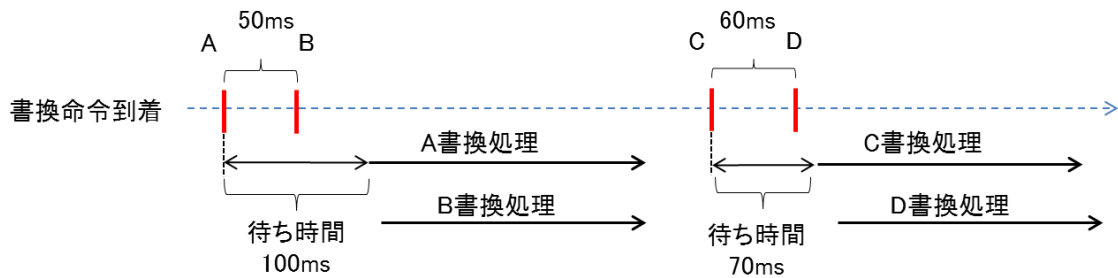 50ms
60ms
A
B
C
D
書換命令到着
A書換処理
C書換処理
B書換処理
D書換処理
待ち時間
100ms
待ち時間
70ms